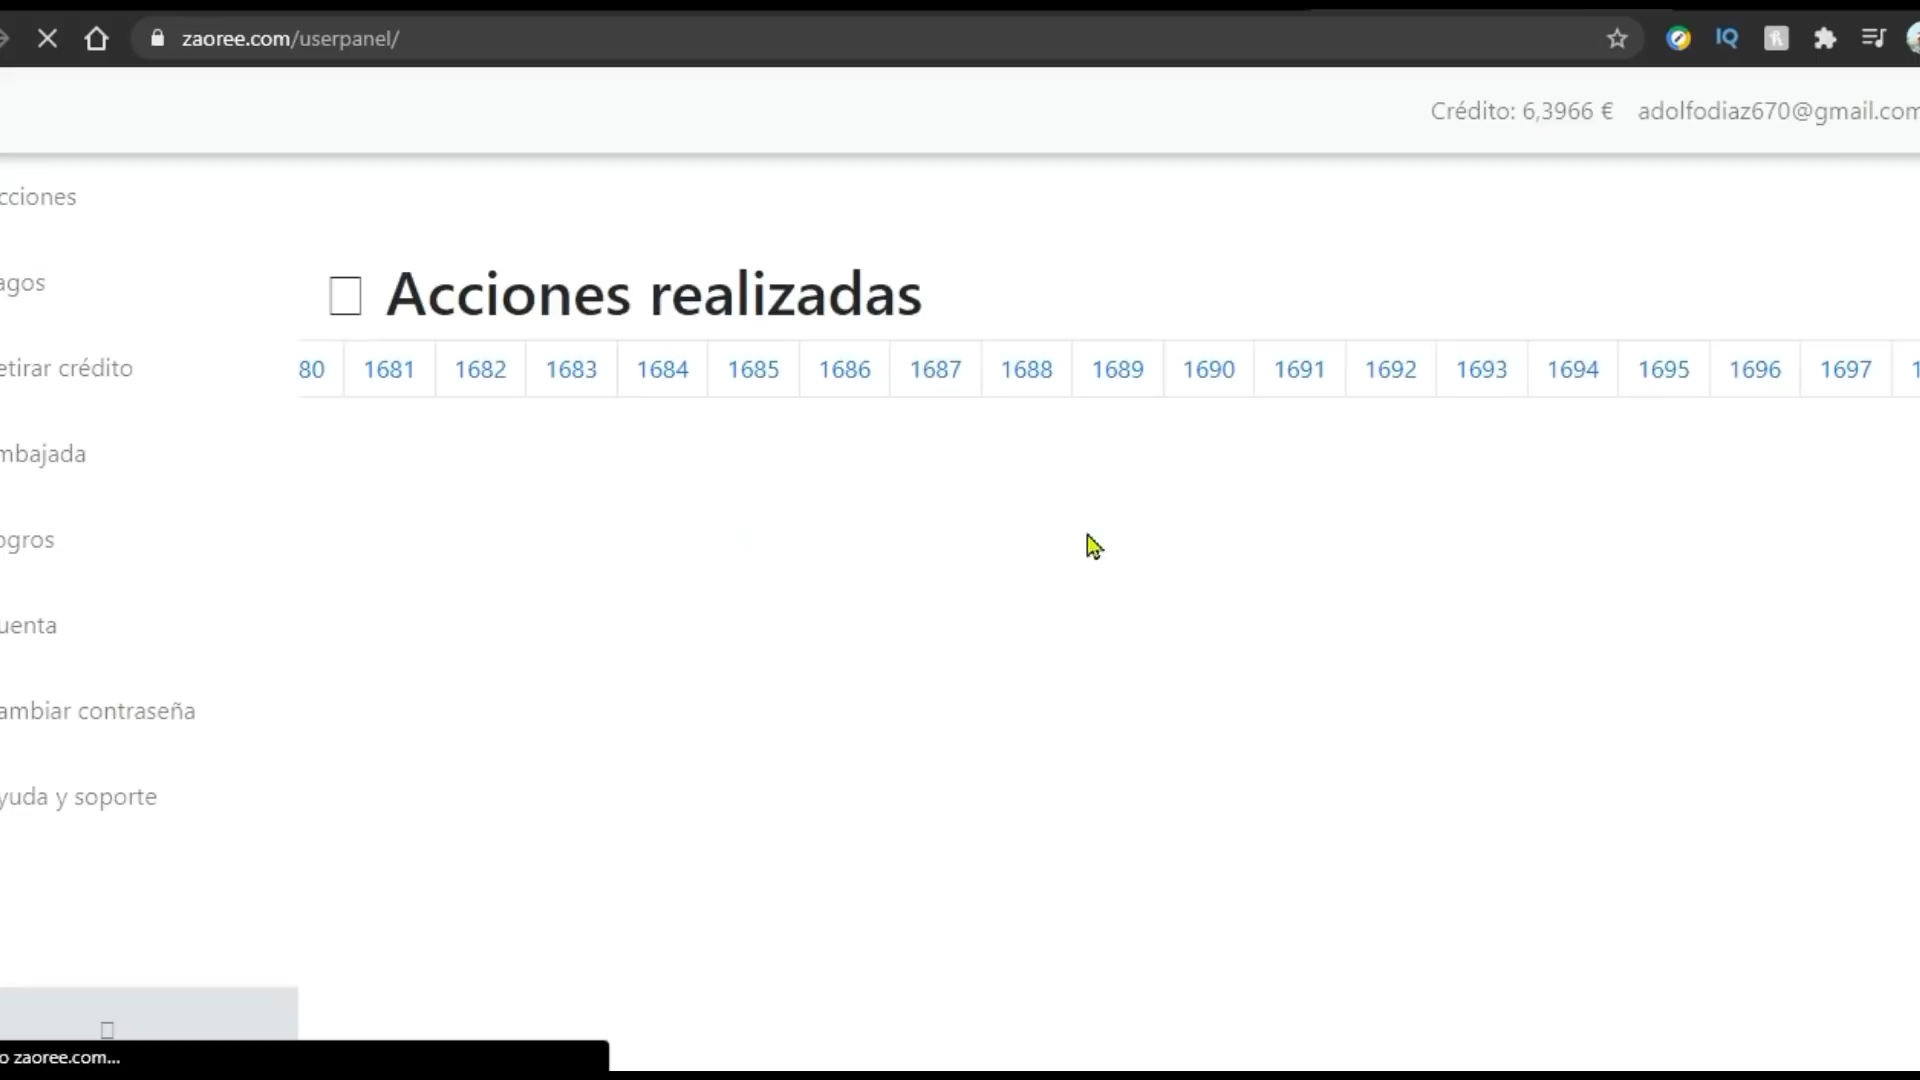 zaoree.com/userpanel/
IQ
Crédito: 6,3966 € adolfodiaz670@gmail.com
cciones
agos
etirar crédito
mbajada
ogros
uenta
ambiar contraseña
yuda y soporte
Acciones realizadas
80 1681 1682 1683 1684 1685 1686 1687 1688 1689 1690 1691 1692 1693 1694 1695 1696 1697 1
o zaoree.com...